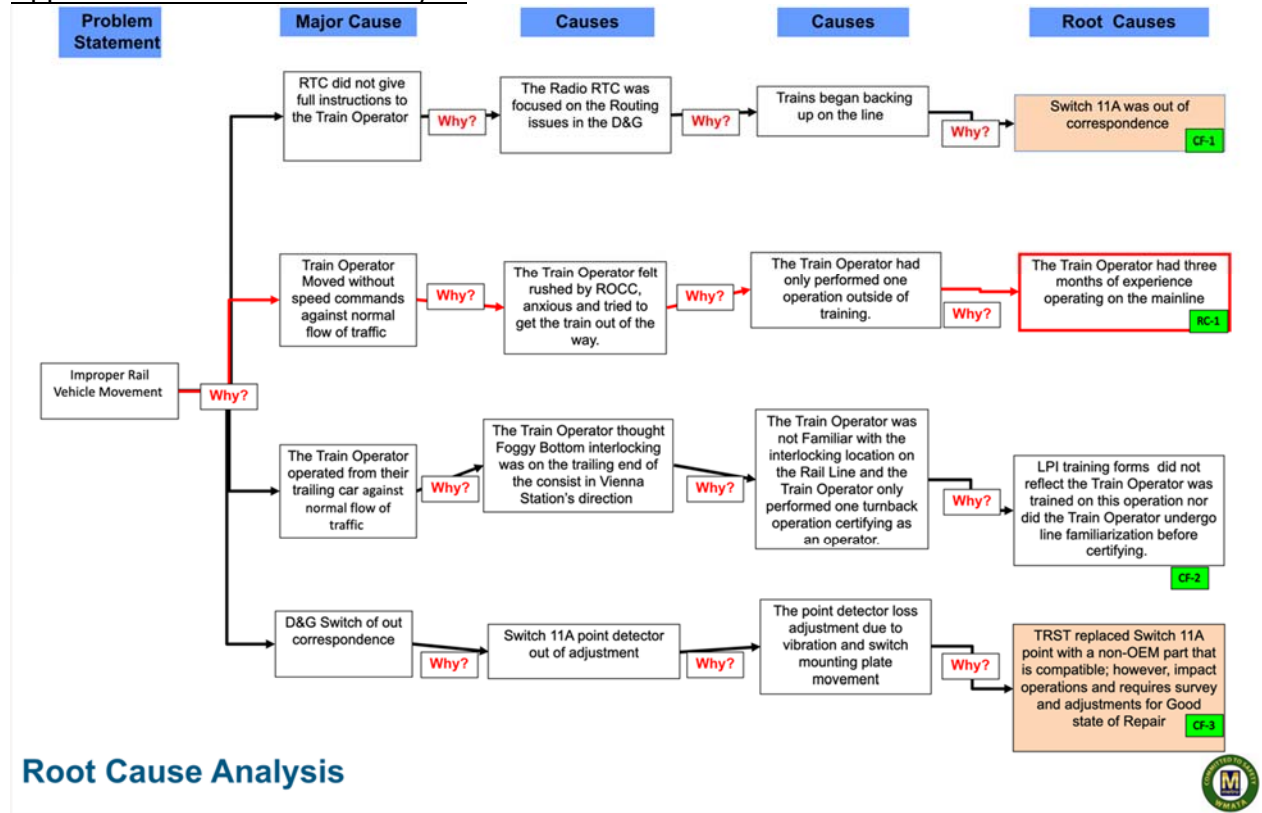 Problem
Statement
Major Cause
Causes
Causes
Root Causes
RTC did not give
full instructions to
the Train Operator
Why?
The Radio RTC was
focused on the Routing
issues in the D&G
Why?
Trains began backing
up on the line
Why?
Switch 11A was out of
correspondence
CF-1
Improper Rail
Vehicle Movement
Why?
Train Operator
Moved without
speed commands
against normal
flow of traffic
Why?
The Train Operator felt
rushed by ROCC,
anxious and tried to
get the train out of the
way.
Why?
The Train Operator had
only performed one
operation outside of
training.
Why?
The Train Operator had three
months of experience
operating on the mainline
RC-1
The Train Operator
operated from their
trailing car against
normal flow of
traffic
Why?
The Train Operator thought
Foggy Bottom interlocking
was on the trailing end of
the consist in Vienna
Station's direction
Why?
The Train Operator was
not Familiar with the
interlocking location on
the Rail Line and the
Train Operator only
performed one turnback
operation certifying as
an operator.
Why?
LPI training forms did not
reflect the Train Operator was
trained on this operation nor
did the Train Operator undergo
line familiarization before
certifying.
CF-2
D&G Switch of out
correspondence
Why?
Switch 11A point detector
out of adjustment
Why?
The point detector loss
adjustment due to
vibration and switch
mounting plate
movement
Why?
TRST replaced Switch 11A
point with a non-OEM part that
is compatible; however, impact
operations and requires survey
and adjustments for Good
state of Repair
CF-3
Root Cause Analysis
COMMITTED TO SAFETY
M
WMATA